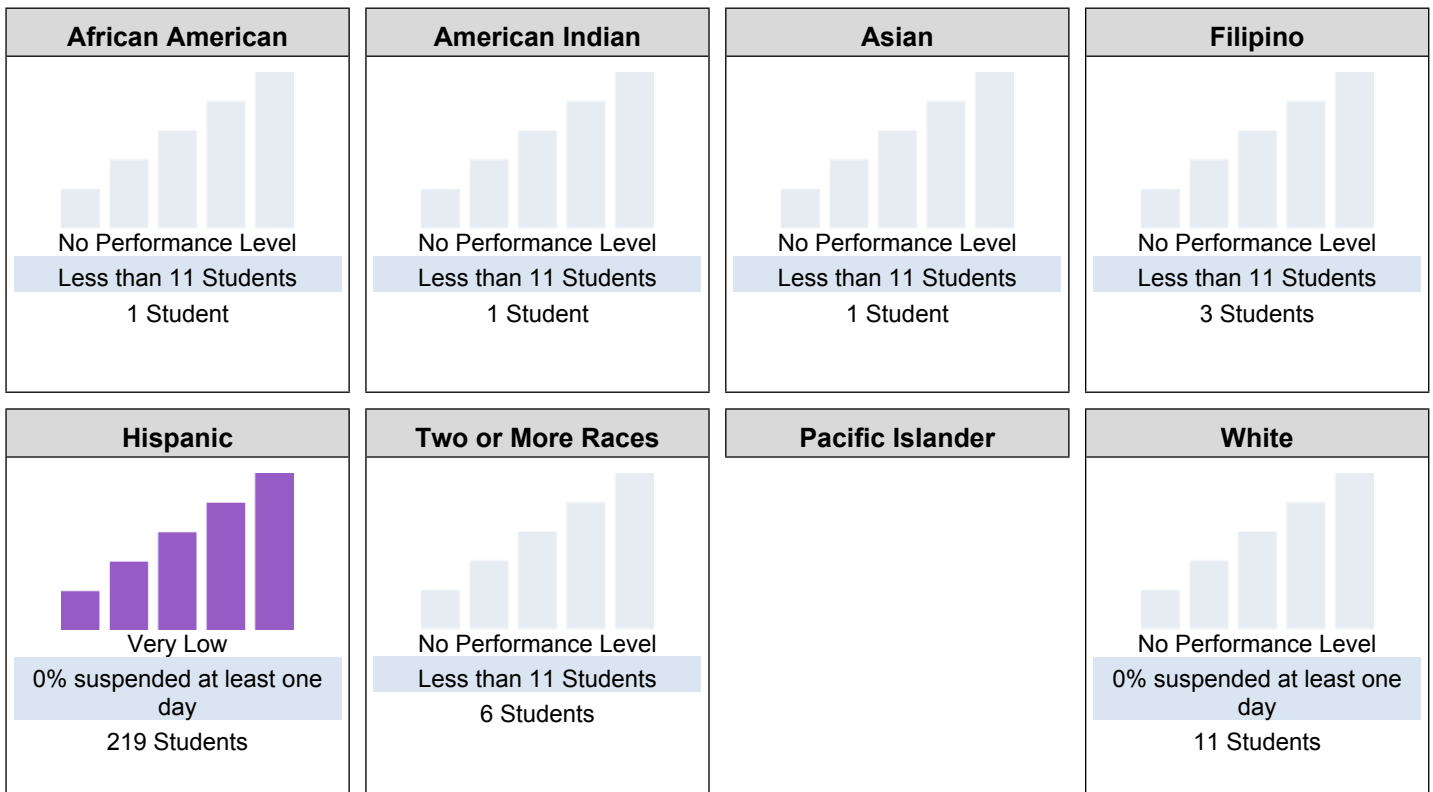 African American
No Performance Level
Less than 11 Students
1 Student
American Indian
No Performance Level
Less than 11 Students
1 Student
Asian
No Performance Level
Less than 11 Students
1 Student
Filipino
No Performance Level
Less than 11 Students
3 Students
Hispanic
Very Low
0% suspended at least one
day
219 Students
Two or More Races
No Performance Level
Less than 11 Students
6 Students
Pacific Islander
White
No Performance Level
0% suspended at least one
day
11 Students